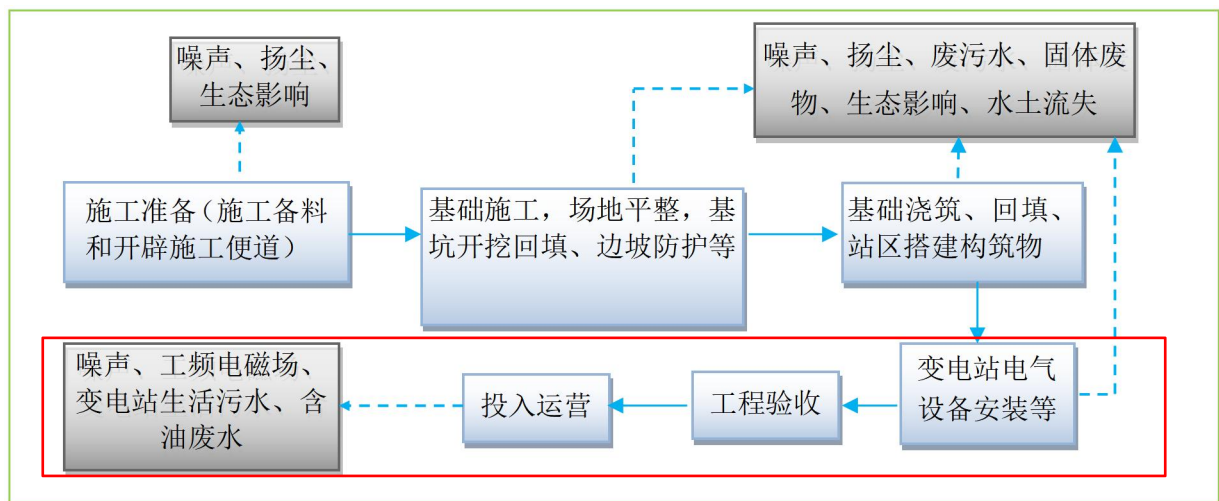 噪声、扬尘、
生态影响
噪声、扬尘、废污水、固体废
物、生态影响、水土流失
施工准备（施工备料
和开辟施工便道）
基础施工，场地平整，基
坑开挖回填、边坡防护等
基础浇筑、回填、
站区搭建构筑物
噪声、工频电磁场、
变电站生活污水、含
油废水
投入运营
工程验收
变电站电气
设备安装等